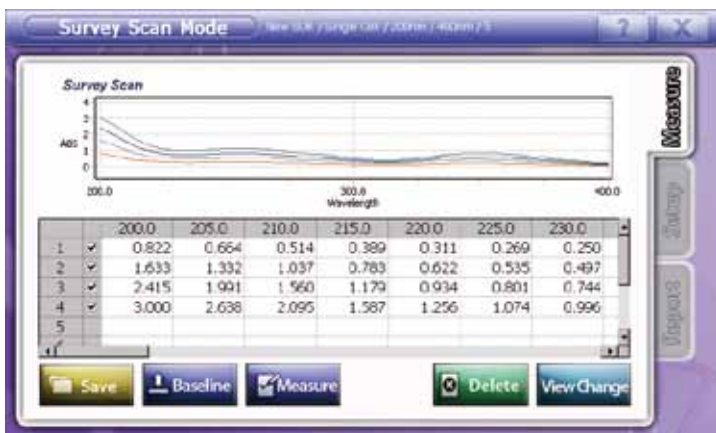 Survey Scan Mode
? X
Measure
Survey Scan
4
3
2
1
0
Abs
200.0 300.0 400.0
Wavelength
200.0 205.0 210.0 215.0 220.0 225.0 230.0
1 0.822 0.664 0.514 0.389 0.311 0.269 0.250
2 1.633 1.332 1.037 0.783 0.622 0.535 0.497
3 2.415 1.991 1.560 1.179 0.934 0.801 0.744
4 3.000 2.638 2.095 1.587 1.256 1.074 0.996
5
Save Baseline Measure Delete View Change